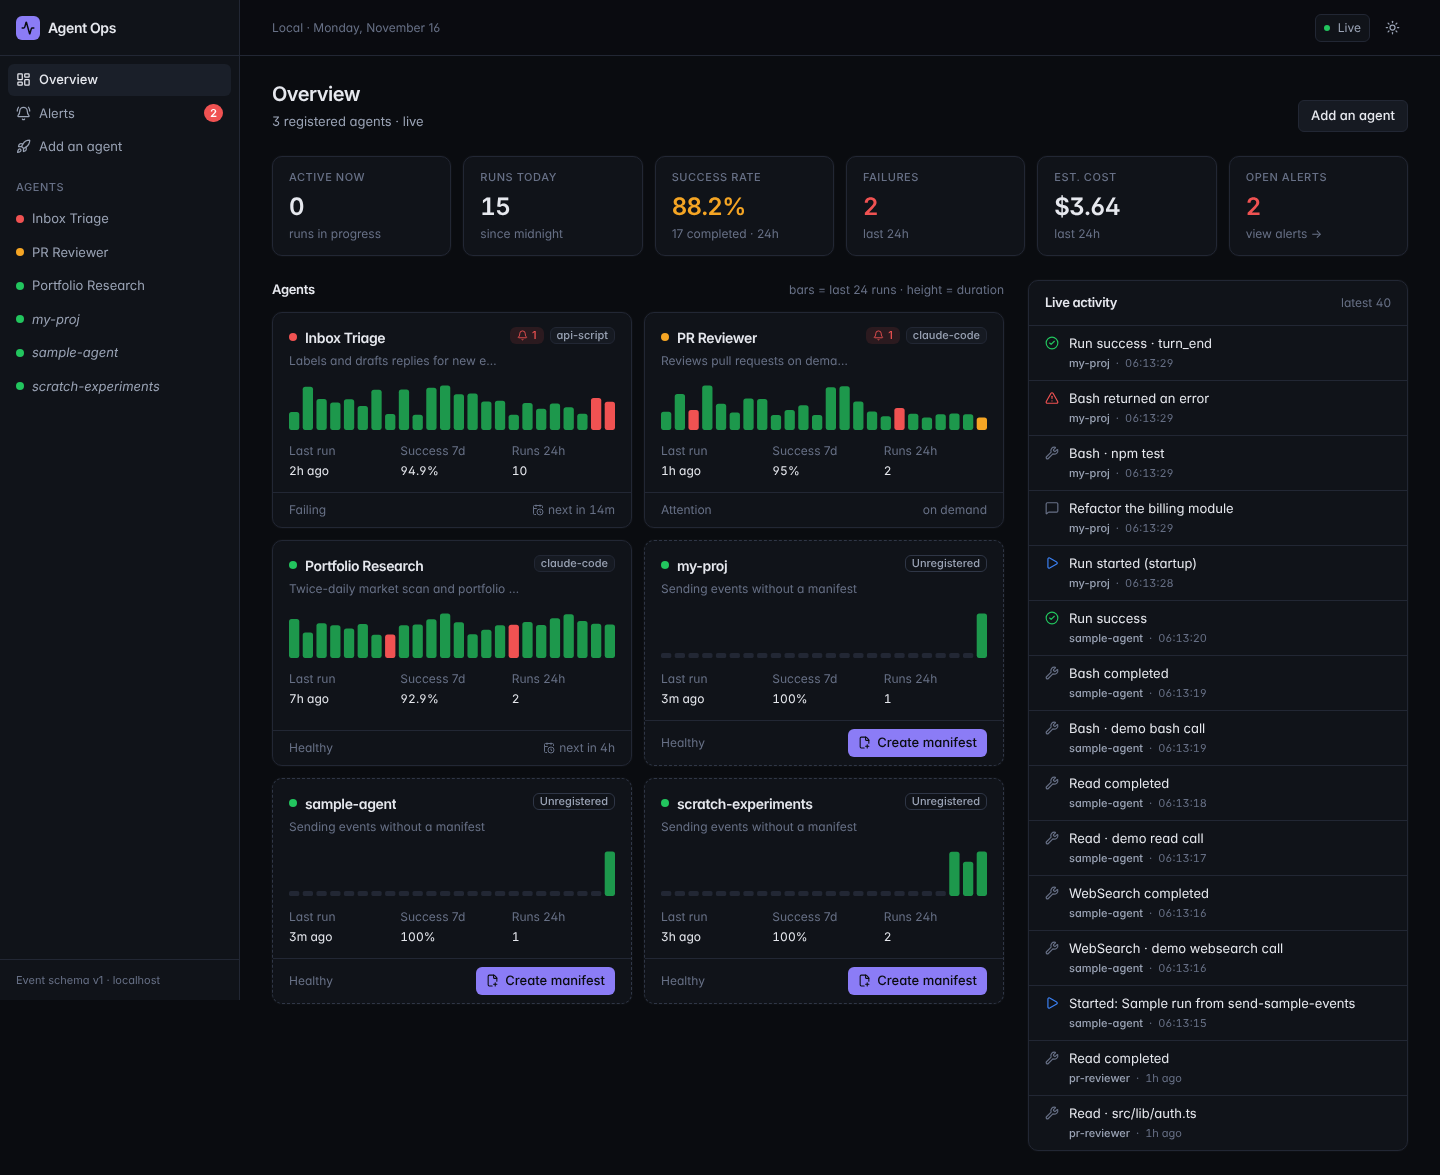 Agent Ops
Overview
Alerts
2
Add an agent
AGENTS
Inbox Triage
PR Reviewer
Portfolio Research
my-proj
sample-agent
scratch-experiments
Event schema v1 · localhost
Local · Monday, November 16
Live
Overview
3 registered agents · live
Add an agent
ACTIVE NOW
0
runs in progress
RUNS TODAY
15
since midnight
SUCCESS RATE
88.2%
17 completed · 24h
FAILURES
2
last 24h
EST. COST
$3.64
last 24h
OPEN ALERTS
2
view alerts →
Agents
bars = last 24 runs · height = duration
Inbox Triage
1
api-script
Labels and drafts replies for new e...
Last run Success 7d Runs 24h
2h ago 94.9% 10
Failing
next in 14m
PR Reviewer
1
claude-code
Reviews pull requests on dema...
Last run Success 7d Runs 24h
1h ago 95% 2
Attention
on demand
Portfolio Research
claude-code
Twice-daily market scan and portfolio ...
Last run Success 7d Runs 24h
7h ago 92.9% 2
Healthy
next in 4h
my-proj
Unregistered
Sending events without a manifest
Last run Success 7d Runs 24h
3m ago 100% 1
Healthy
Create manifest
sample-agent
Unregistered
Sending events without a manifest
Last run Success 7d Runs 24h
3m ago 100% 1
Healthy
Create manifest
scratch-experiments
Unregistered
Sending events without a manifest
Last run Success 7d Runs 24h
3h ago 100% 2
Healthy
Create manifest
Live activity
latest 40
Run success · turn_end
my-proj · 06:13:29
Bash returned an error
my-proj · 06:13:29
Bash · npm test
my-proj · 06:13:29
Refactor the billing module
my-proj · 06:13:29
Run started (startup)
my-proj · 06:13:28
Run success
sample-agent · 06:13:20
Bash completed
sample-agent · 06:13:19
Bash · demo bash call
sample-agent · 06:13:19
Read completed
sample-agent · 06:13:18
Read · demo read call
sample-agent · 06:13:17
WebSearch completed
sample-agent · 06:13:16
WebSearch · demo websearch call
sample-agent · 06:13:16
Started: Sample run from send-sample-events
sample-agent · 06:13:15
Read completed
pr-reviewer · 1h ago
Read · src/lib/auth.ts
pr-reviewer · 1h ago